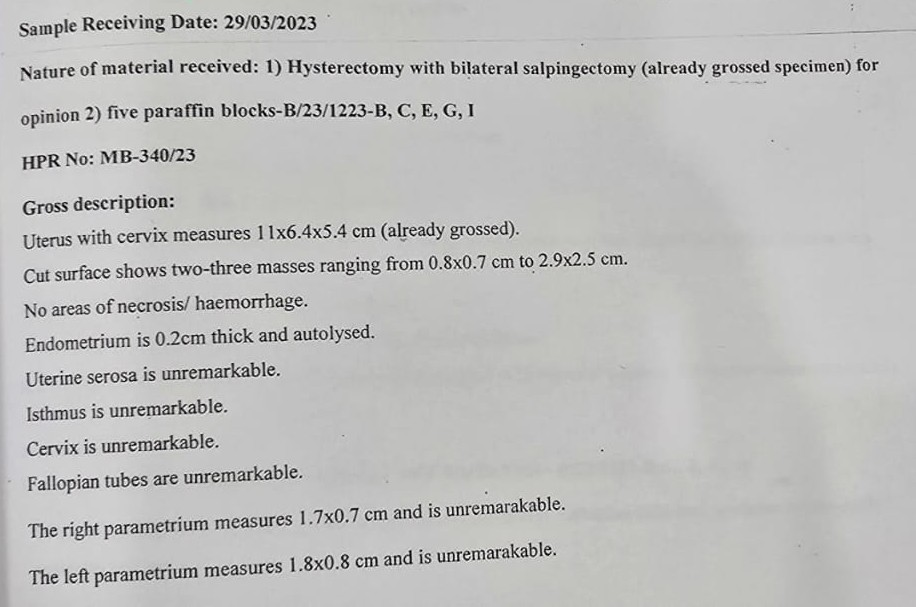 Sample Receiving Date: 29/03/2023
Nature of material received: 1) Hysterectomy with bilateral salpingectomy (already grossed specimen) for
opinion 2) five paraffin blocks-B/23/1223-B, C, E, G, I
HPR No: MB-340/23
Gross description:
Uterus with cervix measures 11x6.4x5.4 cm (already grossed).
Cut surface shows two-three masses ranging from 0.8x0.7 cm to 2.9x2.5 cm.
No areas of necrosis/ haemorrhage.
Endometrium is 0.2cm thick and autolysed.
Uterine serosa is unremarkable.
Isthmus is unremarkable.
Cervix is unremarkable.
Fallopian tubes are unremarkable.
The right parametrium measures 1.7x0.7 cm and is unremarakable.
The left parametrium measures 1.8x0.8 cm and is unremarakable.